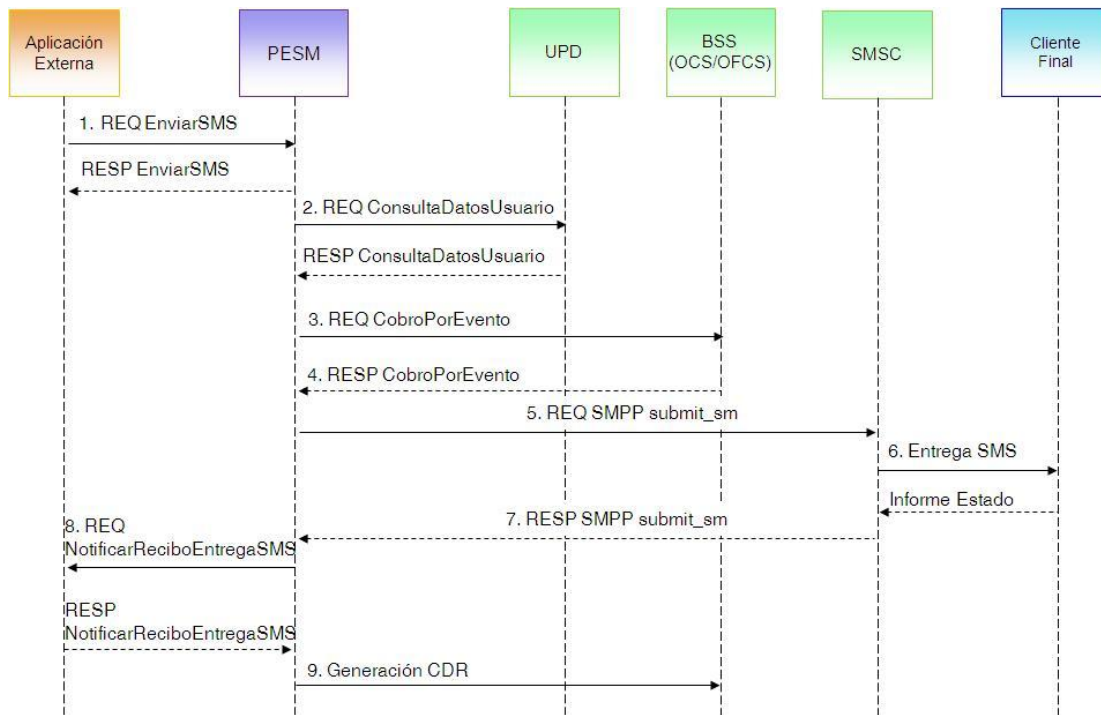 Aplicación
Externa
PESM
UPD
BSS
(OCS/OFCS)
SMSC
Cliente
Final
1. REQ EnviarSMS
RESP EnviarSMS
2. REQ ConsultaDatosUsuario
RESP ConsultaDatosUsuario
3. REQ CobroPorEvento
4. RESP CobroPorEvento
5. REQ SMPP submit_sm
6. Entrega SMS
Informe Estado
7. RESP SMPP submit_sm
8. REQ
NotificarReciboEntregaSMS
RESP
NotificarReciboEntregaSMS
9. Generación CDR